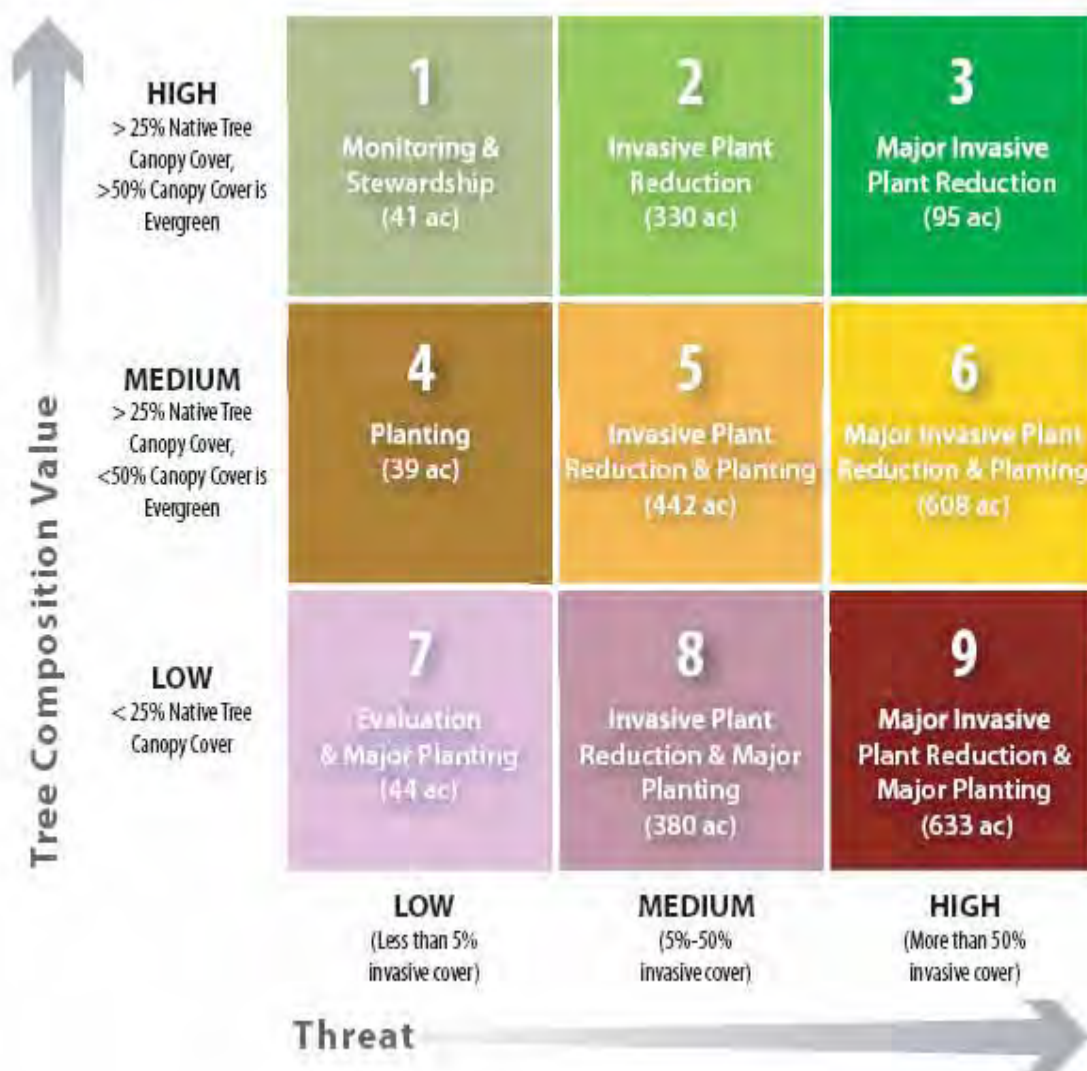 Tree Composition Value
HIGH
> 25% Native Tree
Canopy Cover,
>50% Canopy Cover is
Evergreen
1
Monitoring &
Stewardship
(41 ac)
2
Invasive Plant
Reduction
(330 ac)
3
Major Invasive
Plant Reduction
(95 ac)
MEDIUM
> 25% Native Tree
Canopy Cover,
<50% Canopy Cover is
Evergreen
4
Planting
(39 ac)
5
Invasive Plant
Reduction & Planting
(442 ac)
6
Major Invasive Plant
Reduction & Planting
(608 ac)
LOW
< 25% Native Tree
Canopy Cover
7
Evaluation
& Major Planting
(44 ac)
8
Invasive Plant
Reduction & Major
Planting
(380 ac)
9
Major Invasive
Plant Reduction &
Major Planting
(633 ac)
LOW
(Less than 5%
invasive cover)
MEDIUM
(5%-50%
invasive cover)
HIGH
(More than 50%
invasive cover)
Threat